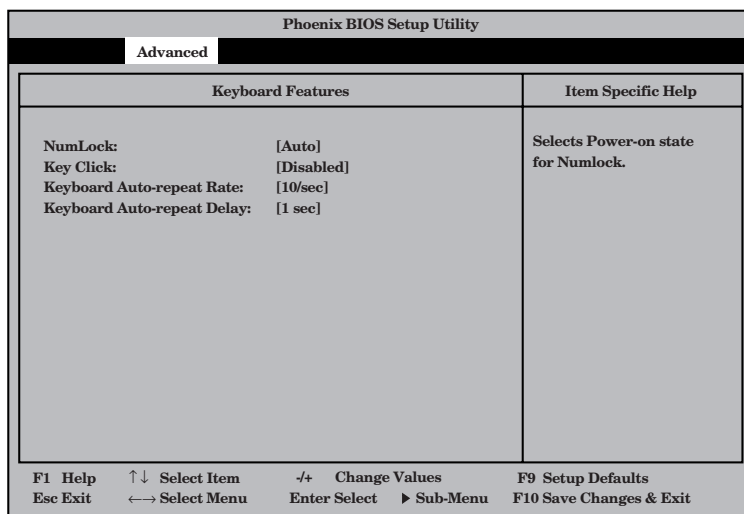 Phoenix BIOS Setup Utility
Advanced
Keyboard Features
Item Specific Help
NumLock: [Auto]
Key Click: [Disabled]
Keyboard Auto-repeat Rate: [10/sec]
Keyboard Auto-repeat Delay: [1 sec]
Selects Power-on state
for Numlock.
F1 Help ↑↓ Select Item -/+ Change Values F9 Setup Defaults
Esc Exit ←→ Select Menu Enter Select ▶ Sub-Menu F10 Save Changes & Exit